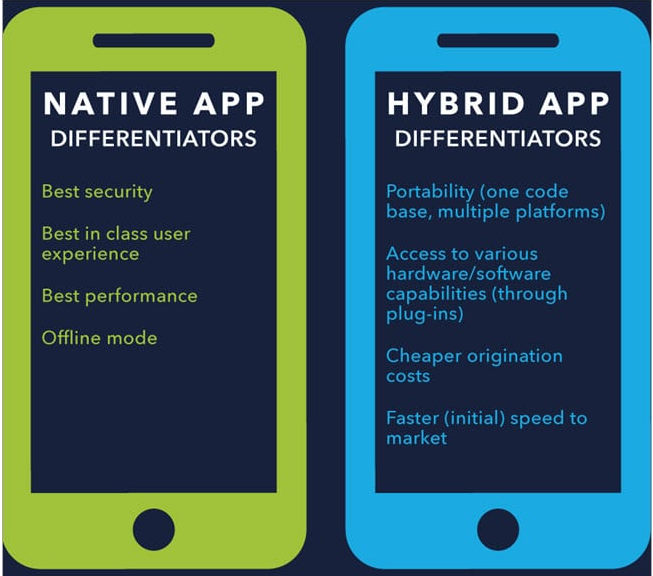 NATIVE APP
DIFFERENTIATORS
Best security
Best in class user
experience
Best performance
Offline mode
HYBRID APP
DIFFERENTIATORS
Portability (one code
base, multiple platforms)
Access to various
hardware/software
capabilities (through
plug-ins)
Cheaper origination
costs
Faster (initial) speed to
market